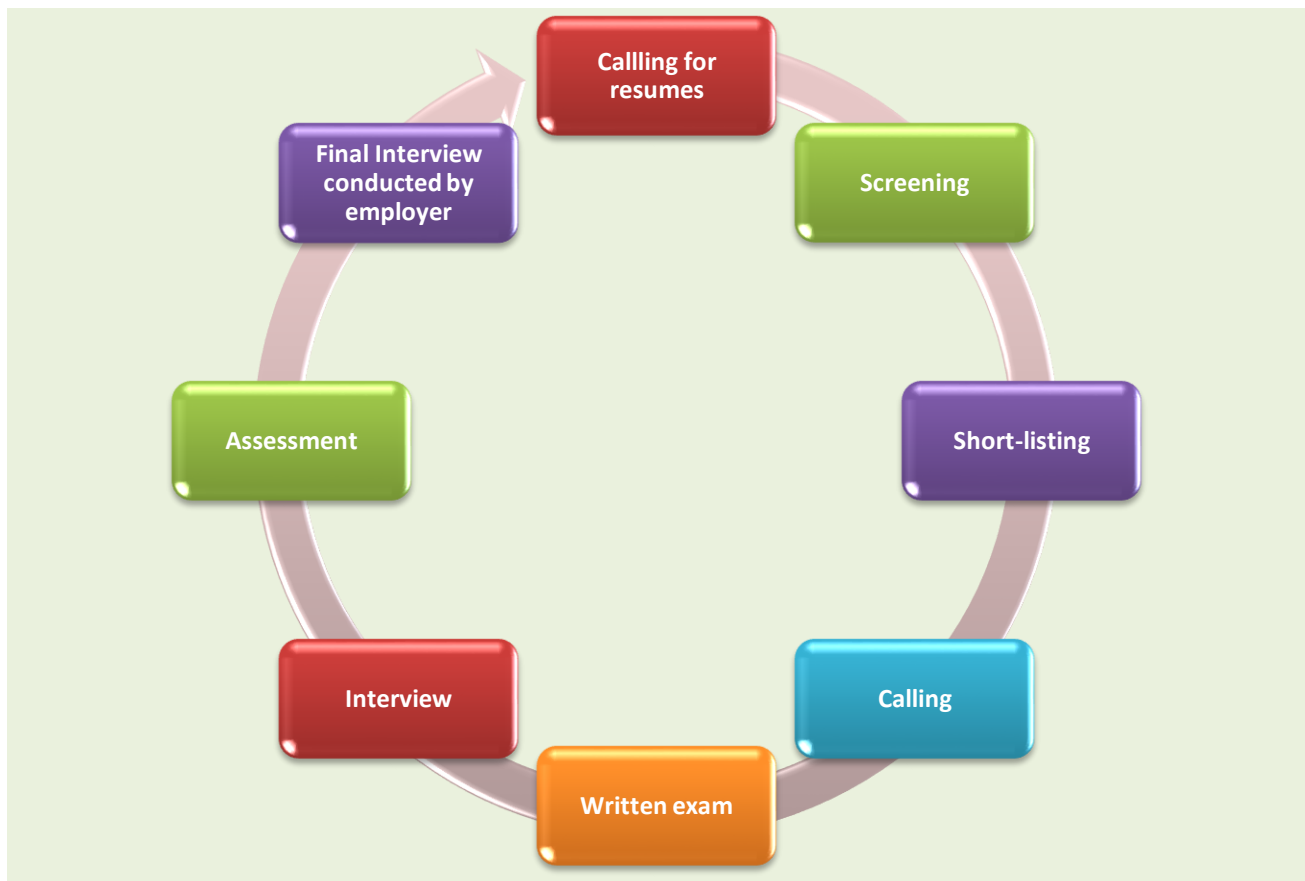 Callling for
resumes
Screening
Short-listing
Calling
Written exam
Interview
Assessment
Final Interview
conducted by
employer